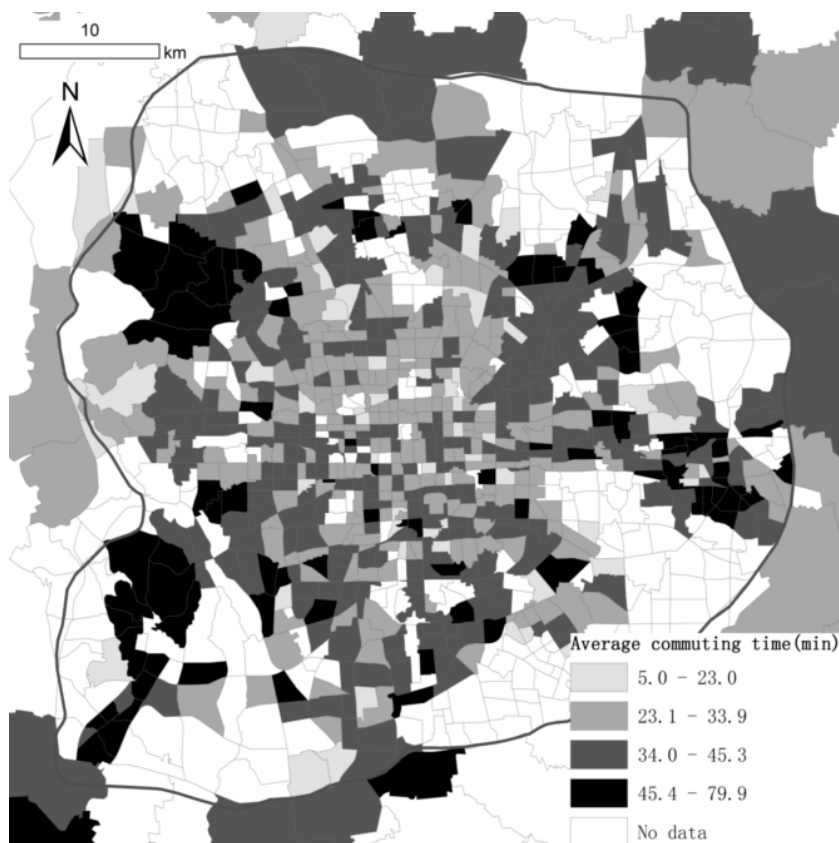 10
km
N
Average commuting time(min)
5.0 - 23.0
23.1 - 33.9
34.0 - 45.3
45.4 - 79.9
No data